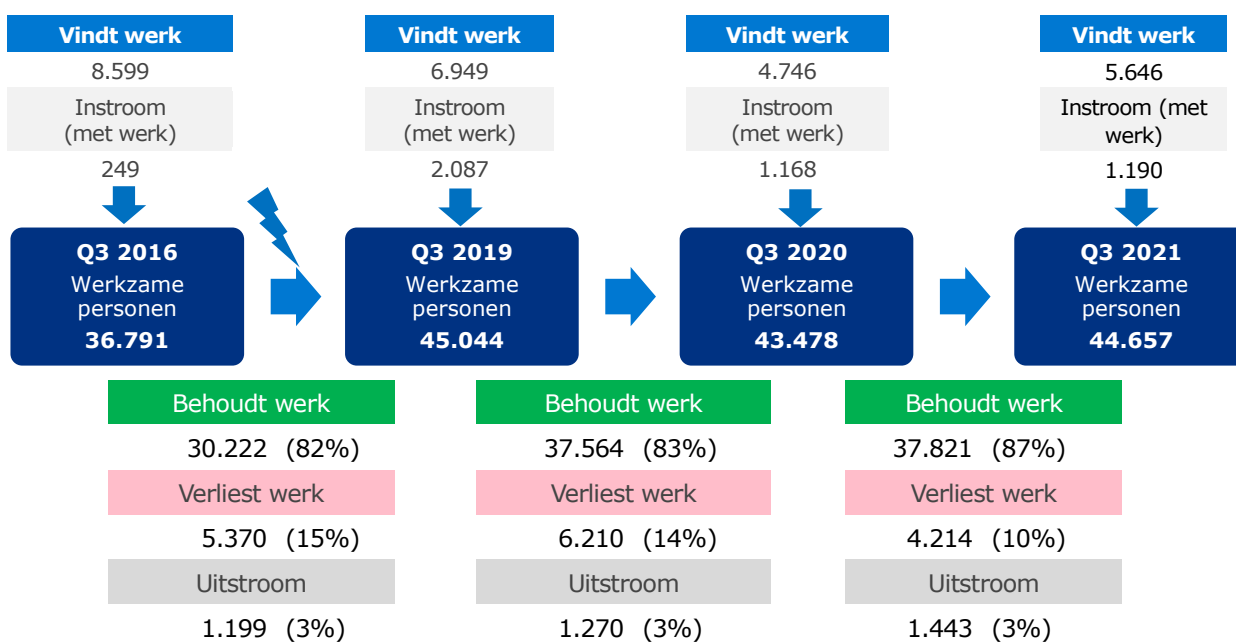 Vindt werk
8.599
Instroom
(met werk)
249
Vindt werk
6.949
Instroom
(met werk)
2.087
Vindt werk
4.746
Instroom
(met werk)
1.168
Vindt werk
5.646
Instroom (met
werk)
1.190
Q3 2016
Werkzame
personen
36.791
Q3 2019
Werkzame
personen
45.044
Q3 2020
Werkzame
personen
43.478
Q3 2021
Werkzame
personen
44.657
Behoudt werk
30.222 (82%)
Verliest werk
5.370 (15%)
Uitstroom
1.199 (3%)
Behoudt werk
37.564 (83%)
Verliest werk
6.210 (14%)
Uitstroom
1.270 (3%)
Behoudt werk
37.821 (87%)
Verliest werk
4.214 (10%)
Uitstroom
1.443 (3%)